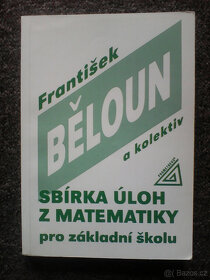 František
BĚLOUN
a kolektiv
SBÍRKA ÚLOH
Z MATEMATIKY
pro základní školu